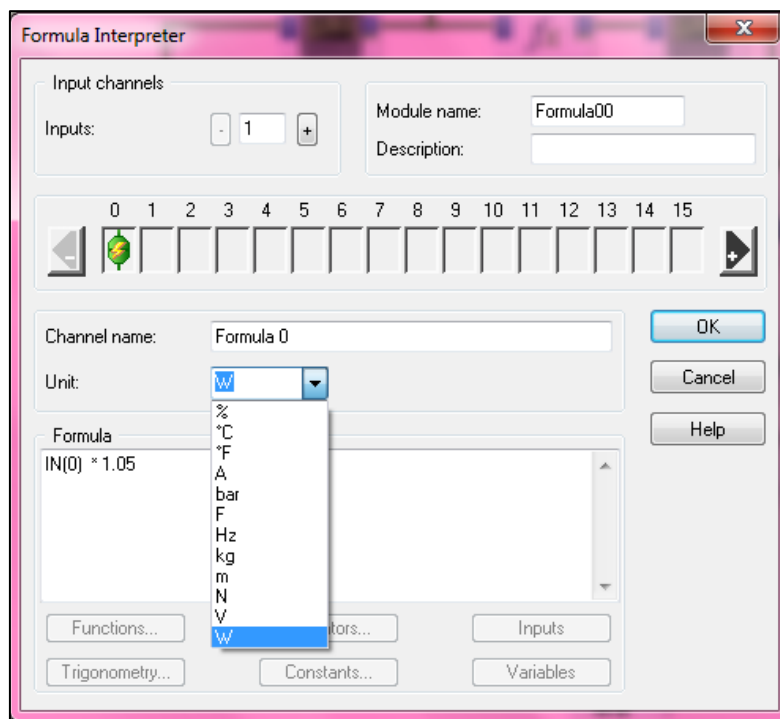 Formula Interpreter
x
Input channels
Inputs:
-
1
+
Module name:
Formula00
Description:
0 1 2 3 4 5 6 7 8 9 10 11 12 13 14 15
-
+
Channel name:
Formula 0
Unit:
W
%
°C
°F
A
bar
F
Hz
kg
m
N
V
W
OK
Cancel
Help
Formula
IN(0) * 1.05
Functions...
tors...
Inputs
Trigonometry...
Constants...
Variables